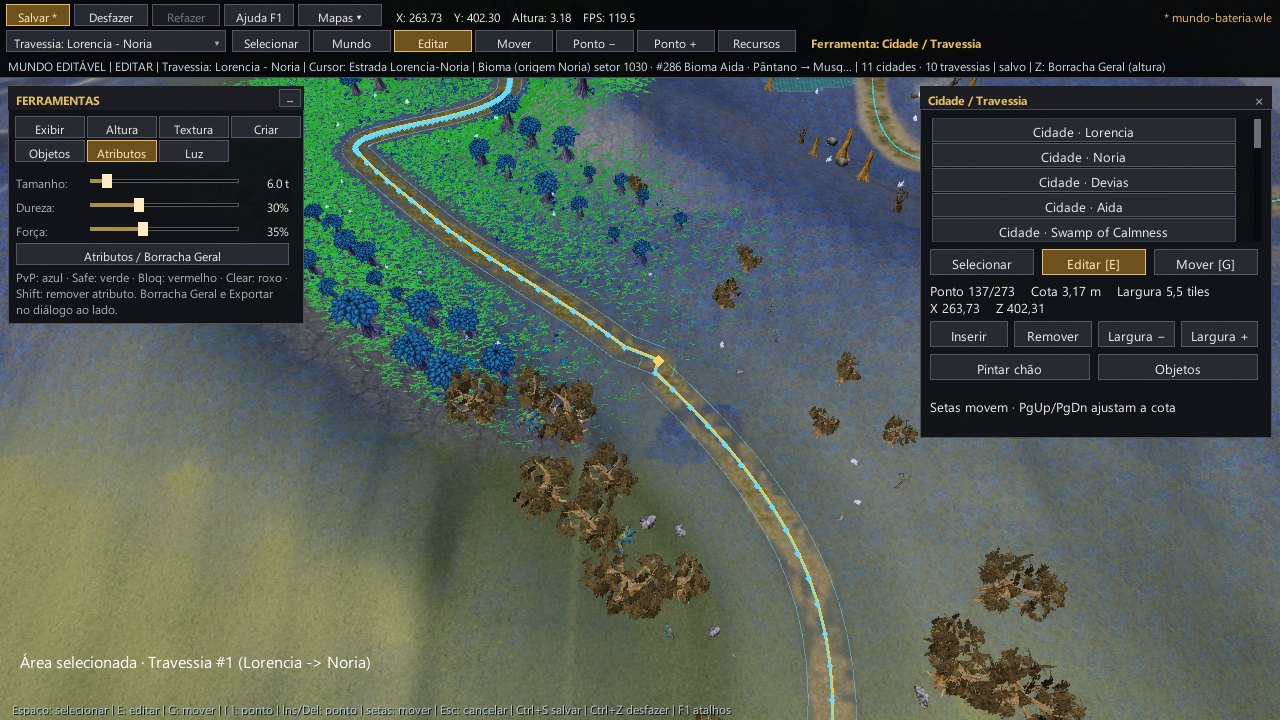 Salvar * Desfazer Refazer Ajuda F1 Mapas ▾ X: 263.73 Y: 402.30 Altura: 3.18 FPS: 119.5 * mundo-bateria.wle
Travessia: Lorencia - Noria ▾ Selecionar Mundo Editar Mover Ponto − Ponto + Recursos Ferramenta: Cidade / Travessia
MUNDO EDITÁVEL | EDITAR | Travessia: Lorencia - Noria | Cursor: Estrada Lorencia-Noria | Bioma (origem Noria) setor 1030 · #286 Bioma Aida · Pântano → Musq... | 11 cidades · 10 travessias | salvo | Z: Borracha Geral (altura)
FERRAMENTAS –
Exibir Altura Textura Criar
Objetos Atributos Luz
Tamanho: 6.0 t
Dureza: 30%
Força: 35%
Atributos / Borracha Geral
PvP: azul · Safe: verde · Bloq: vermelho · Clear: roxo ·
Shift: remover atributo. Borracha Geral e Exportar
no diálogo ao lado.
Cidade / Travessia ×
Cidade · Lorencia
Cidade · Noria
Cidade · Devias
Cidade · Aida
Cidade · Swamp of Calmness
Selecionar Editar [E] Mover [G]
Ponto 137/273 Cota 3,17 m Largura 5,5 tiles
X 263,73 Z 402,31
Inserir Remover Largura − Largura +
Pintar chão Objetos
Setas movem · PgUp/PgDn ajustam a cota
Área selecionada · Travessia #1 (Lorencia -> Noria)
Espaço: selecionar | E: editar | G: mover | [ ]: ponto | Ins/Del: ponto | setas: mover | Esc: cancelar | Ctrl+S salvar | Ctrl+Z desfazer | F1 atalhos